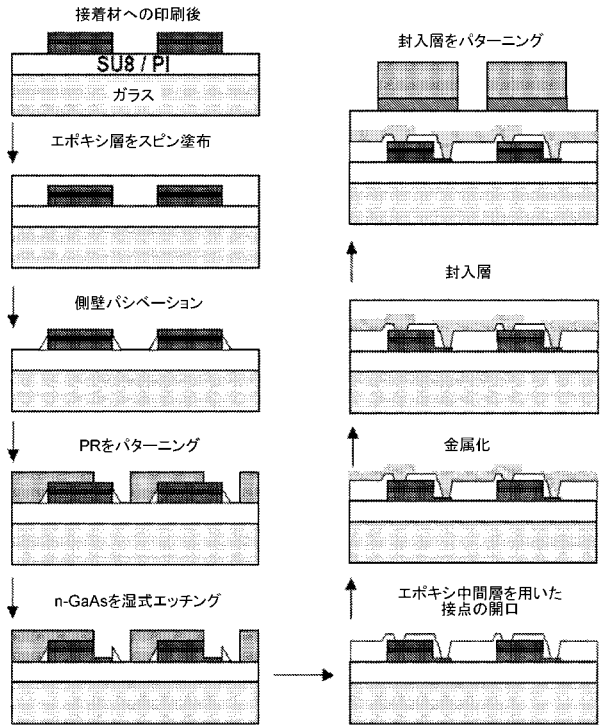 接着材への印刷後
SU8 / PI
ガラス
エポキシ層をスピン塗布
側壁パシベーション
PRをパターニング
n-GaAsを湿式エッチング
エポキシ中間層を用いた
接点の開口
金属化
封入層
封入層をパターニング